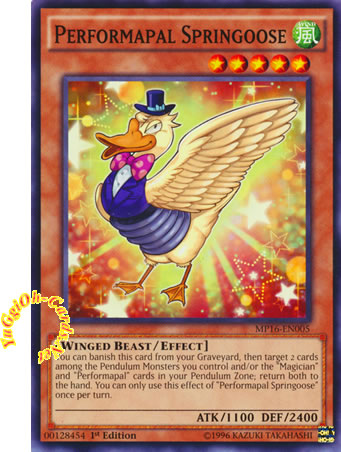 PERFORMAPAL SPRINGOOSE
WIND
風
MP16-EN005
[WINGED BEAST/EFFECT]
You can banish this card from your Graveyard, then target 2 cards
among the Pendulum Monsters you control and/or the "Magician"
and "Performapal" cards in your Pendulum Zone; return both
to the hand. You can only use this effect of "Performapal Springoose"
once per turn.
ATK/1100 DEF/2400
00128454 1st Edition ©1996 KAZUKI TAKAHASHI